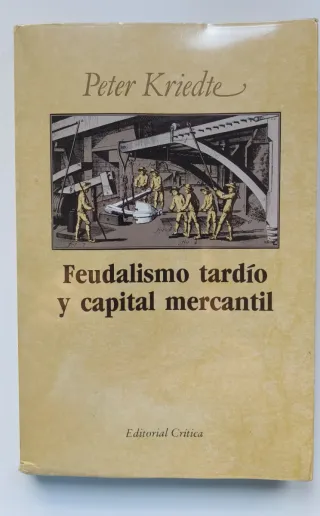 Peter Kriedte
Feudalismo tardío
y capital mercantil
Editorial Crítica